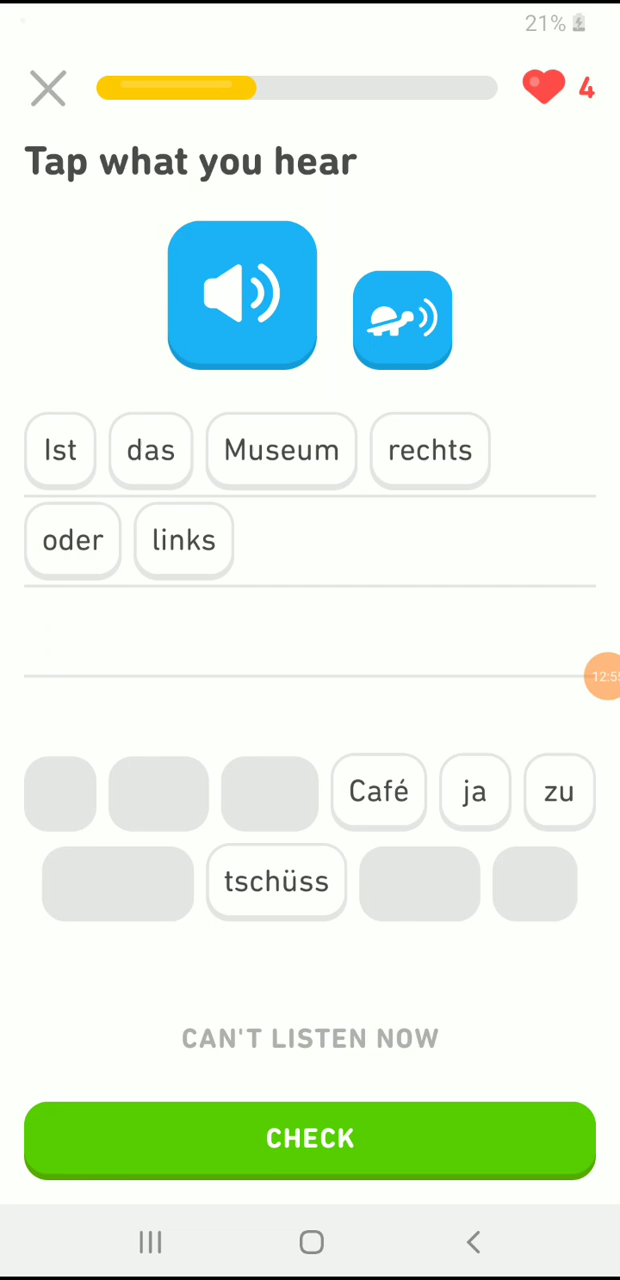 21%
4
Tap what you hear
Ist das Museum rechts
oder links
12:5
Café ja zu
tschüss
CAN'T LISTEN NOW
CHECK